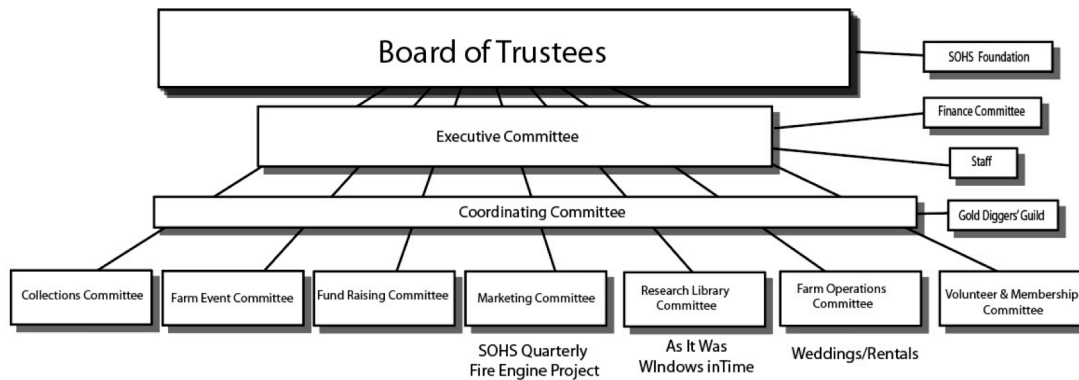 Board of Trustees
SOHS Foundation
Executive Committee
Finance Committee
Staff
Coordinating Committee
Gold Diggers' Guild
Collections Committee
Farm Event Committee
Fund Raising Committee
Marketing Committee
Research Library
Committee
Farm Operations
Committee
Volunteer & Membership
Committee
SOHS Quarterly
Fire Engine Project
As It Was
WIndows inTime
Weddings/Rentals